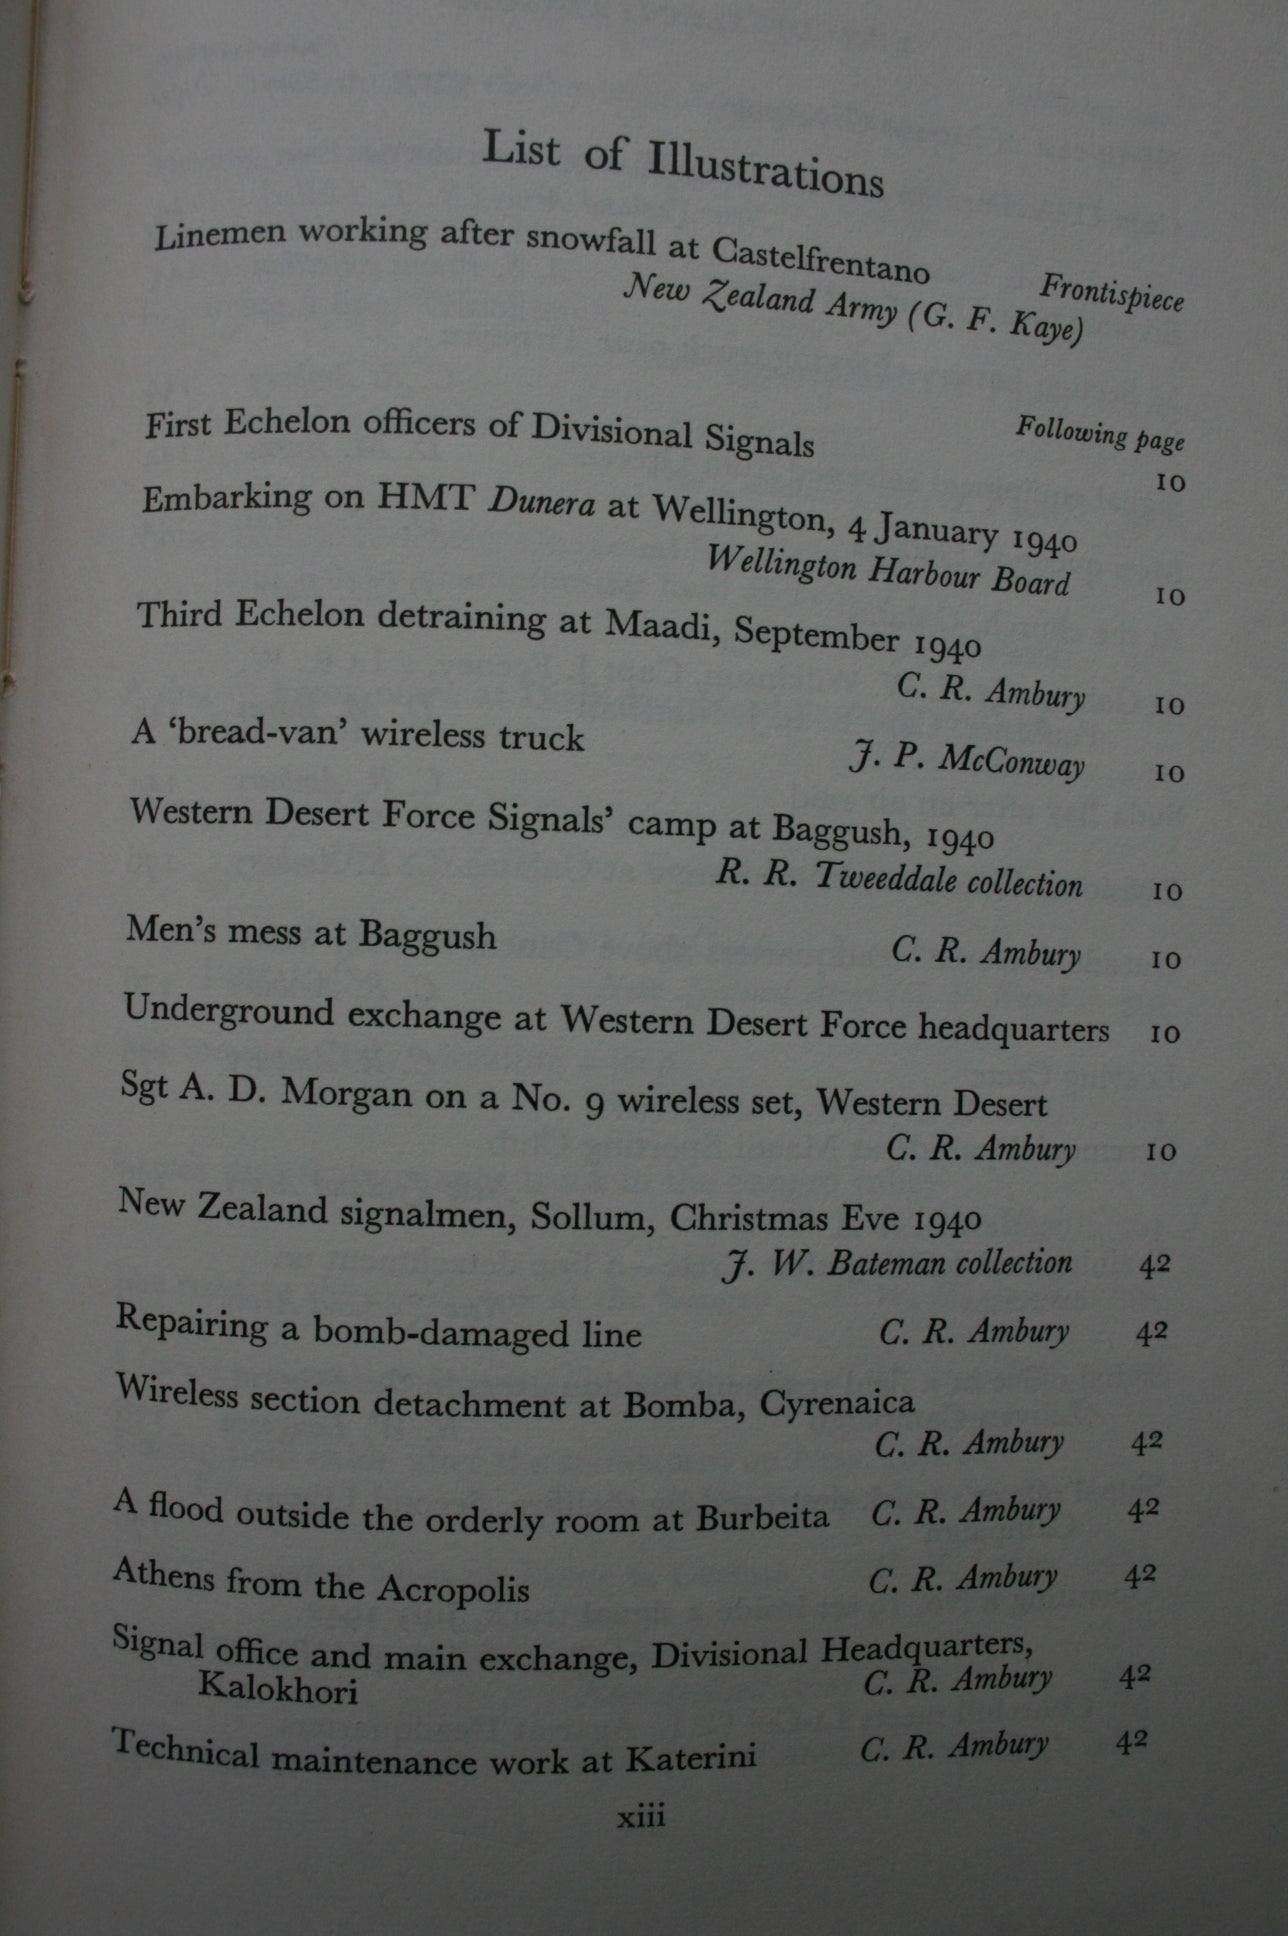 List of Illustrations
Linemen working after snowfall at Castelfrentano Frontispiece
New Zealand Army (G. F. Kaye)
Following page
First Echelon officers of Divisional Signals 10
Embarking on HMT Dunera at Wellington, 4 January 1940
Wellington Harbour Board 10
Third Echelon detraining at Maadi, September 1940
C. R. Ambury 10
A ‘bread-van’ wireless truck J. P. McConway 10
Western Desert Force Signals’ camp at Baggush, 1940
R. R. Tweeddale collection 10
Men’s mess at Baggush C. R. Ambury 10
Underground exchange at Western Desert Force headquarters 10
Sgt A. D. Morgan on a No. 9 wireless set, Western Desert
C. R. Ambury 10
New Zealand signalmen, Sollum, Christmas Eve 1940
J. W. Bateman collection 42
Repairing a bomb-damaged line C. R. Ambury 42
Wireless section detachment at Bomba, Cyrenaica
C. R. Ambury 42
A flood outside the orderly room at Burbeita C. R. Ambury 42
Athens from the Acropolis C. R. Ambury 42
Signal office and main exchange, Divisional Headquarters,
Kalokhori C. R. Ambury 42
Technical maintenance work at Katerini C. R. Ambury 42
xiii